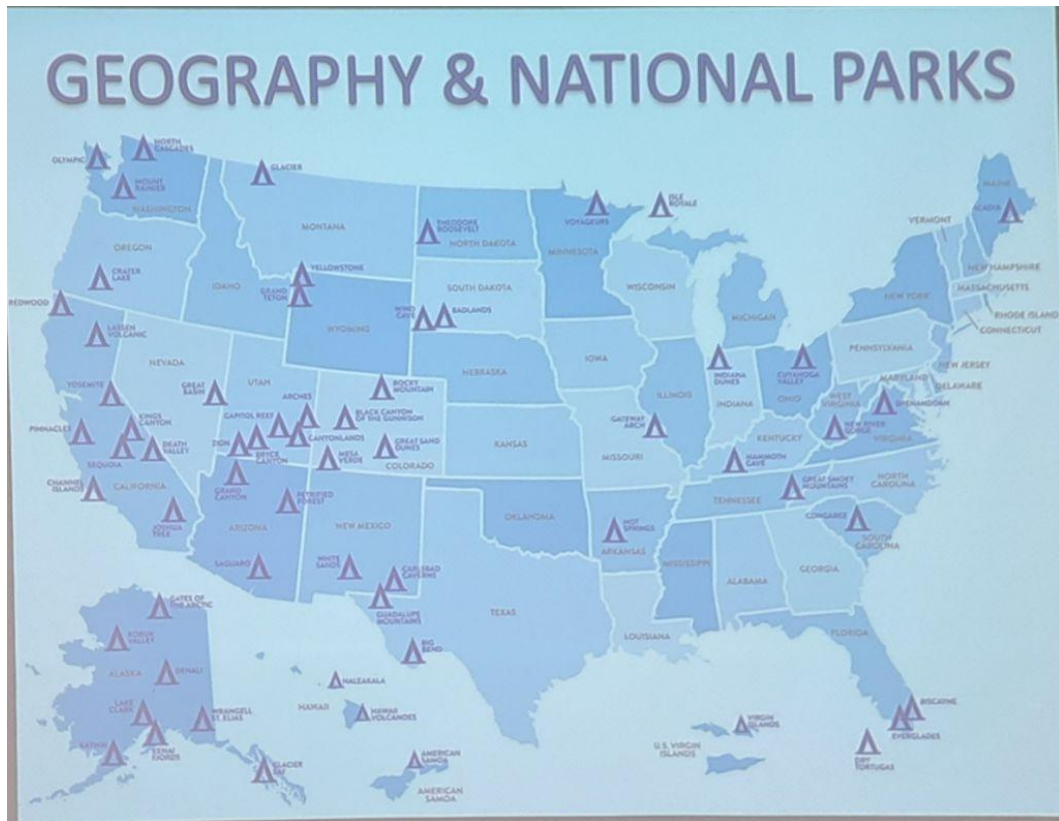 GEOGRAPHY & NATIONAL PARKS
OLYMPIC
NORTH
CASCADES
MOUNT
RAINIER
WASHINGTON
GLACIER
MONTANA
THEODORE
ROOSEVELT
NORTH DAKOTA
VOYAGEURS
MINNESOTA
ISLE
ROYALE
MAINE
ACADIA
VERMONT
NEW HAMPSHIRE
MASSACHUSETTS
RHODE ISLAND
CONNECTICUT
NEW YORK
OREGON
CRATER
LAKE
IDAHO
YELLOWSTONE
GRAND
TETON
WYOMING
SOUTH DAKOTA
WIND
CAVE
BADLANDS
WISCONSIN
MICHIGAN
REDWOOD
LASSEN
VOLCANIC
NEVADA
GREAT
BASIN
UTAH
ROCKY
MOUNTAIN
NEBRASKA
IOWA
ILLINOIS
INDIANA
DUNES
INDIANA
CUYAHOGA
VALLEY
OHIO
PENNSYLVANIA
NEW JERSEY
MARYLAND
DELAWARE
WEST
VIRGINIA
SHENANDOAH
YOSEMITE
PINNACLES
KINGS
CANYON
SEQUOIA
DEATH
VALLEY
CHANNEL
ISLANDS
CALIFORNIA
JOSHUA
TREE
ARCHES
CAPITOL REEF
CANYONLANDS
ZION
BRYCE
CANYON
BLACK CANYON
OF THE GUNNISON
GREAT SAND
DUNES
MESA
VERDE
COLORADO
KANSAS
GATEWAY
ARCH
MISSOURI
KENTUCKY
MAMMOTH
CAVE
NEW RIVER
GORGE
VIRGINIA
GRAND
CANYON
PETRIFIED
FOREST
ARIZONA
SAGUARO
NEW MEXICO
WHITE
SANDS
CARLSBAD
CAVERNS
GUADALUPE
MOUNTAINS
OKLAHOMA
HOT
SPRINGS
ARKANSAS
TENNESSEE
GREAT SMOKY
MOUNTAINS
NORTH
CAROLINA
CONGAREE
SOUTH
CAROLINA
MISSISSIPPI
ALABAMA
GEORGIA
TEXAS
BIG
BEND
LOUISIANA
FLORIDA
BISCAYNE
EVERGLADES
DRY
TORTUGAS
GATES OF
THE ARCTIC
KOBUK
VALLEY
ALASKA
DENALI
LAKE
CLARK
WRANGELL
ST. ELIAS
KATMAI
KENAI
FJORDS
GLACIER
BAY
HALEAKALA
HAWAII
HAWAII
VOLCANOES
AMERICAN
SAMOA
AMERICAN
SAMOA
VIRGIN
ISLANDS
U.S. VIRGIN
ISLANDS